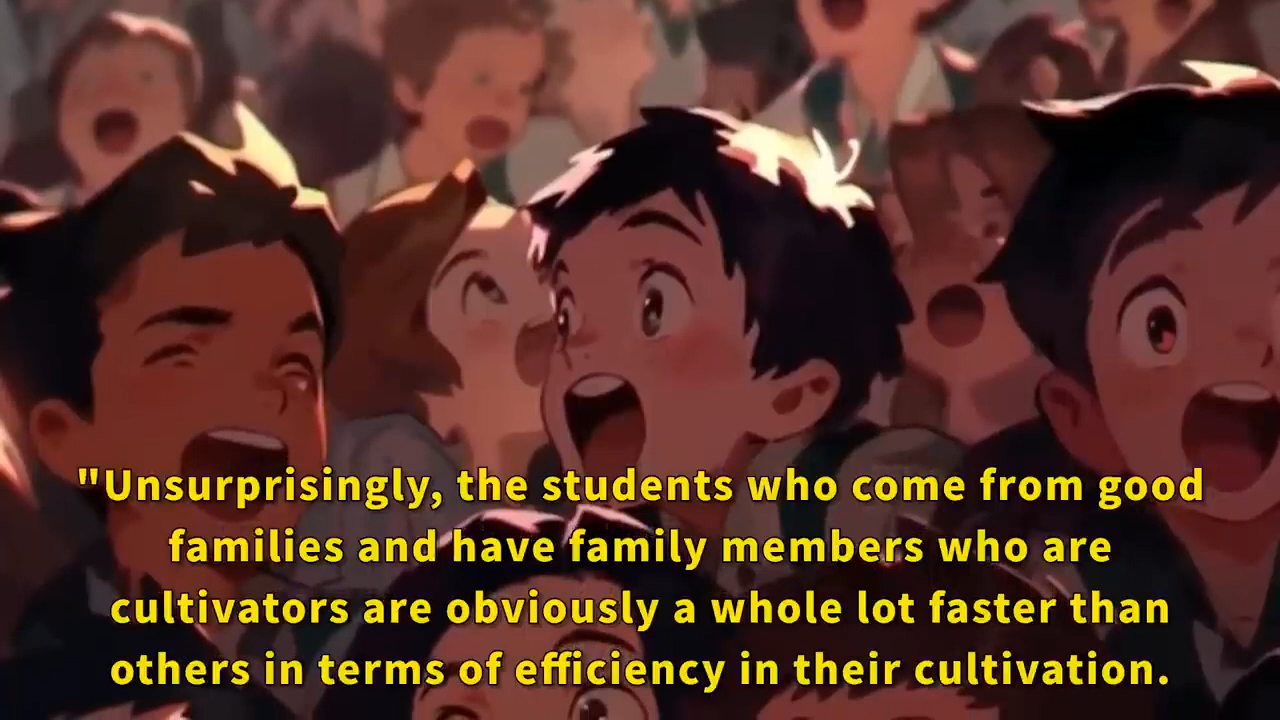 "Unsurprisingly, the students who come from good
families and have family members who are
cultivators are obviously a whole lot faster than
others in terms of efficiency in their cultivation.